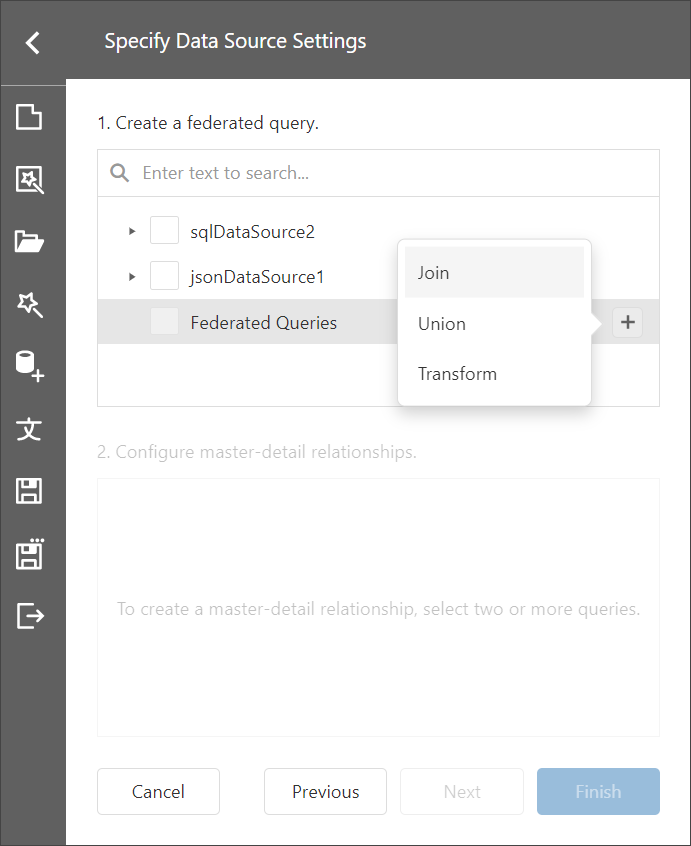 Specify Data Source Settings
1. Create a federated query.
Enter text to search...
sqlDataSource2
jsonDataSource1
Federated Queries
Join
Union
Transform
2. Configure master-detail relationships.
To create a master-detail relationship, select two or more queries.
Cancel
Previous
Next
Finish